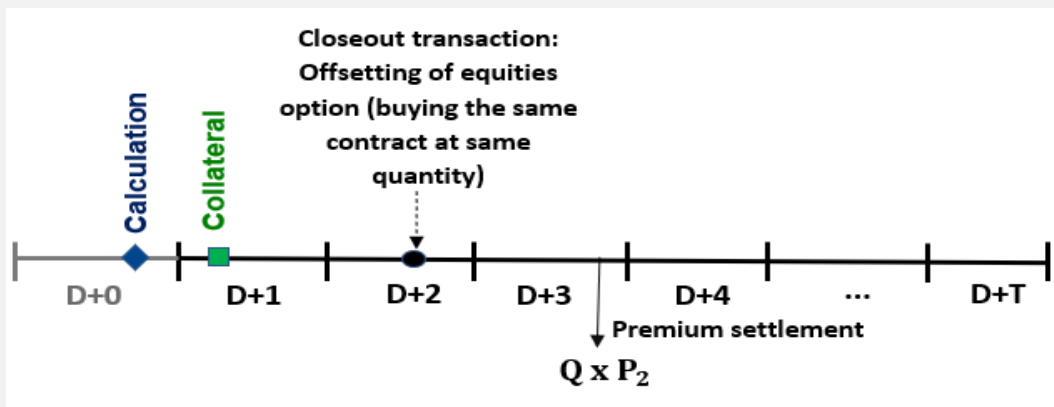 Closeout transaction:
Offsetting of equities
option (buying the same
contract at same
quantity)
Calculation
Collateral
D+0
D+1
D+2
D+3
D+4
...
D+T
Premium settlement
Q x P₂